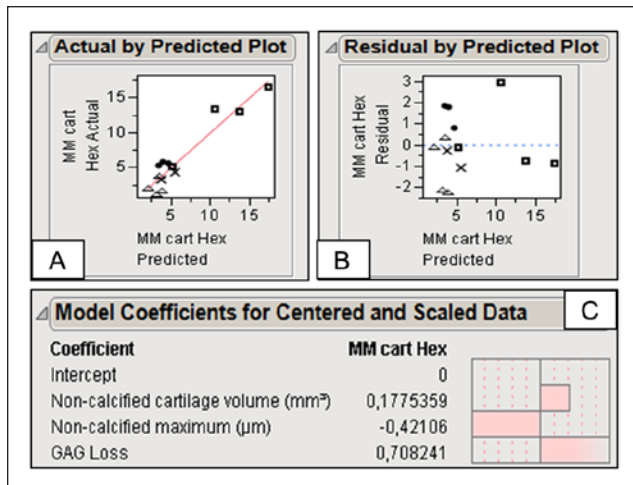 Actual by Predicted Plot
MM cart
Hex Actual
15
10
5
5 10 15
MM cart Hex
Predicted
A
Residual by Predicted Plot
MM cart Hex
Residual
3
2
1
0
-1
-2
5 10 15
MM cart Hex
Predicted
B
Model Coefficients for Centered and Scaled Data
C
Coefficient MM cart Hex
Intercept 0
Non-calcified cartilage volume (mm³) 0,1775359
Non-calcified maximum (µm) -0,42106
GAG Loss 0,708241